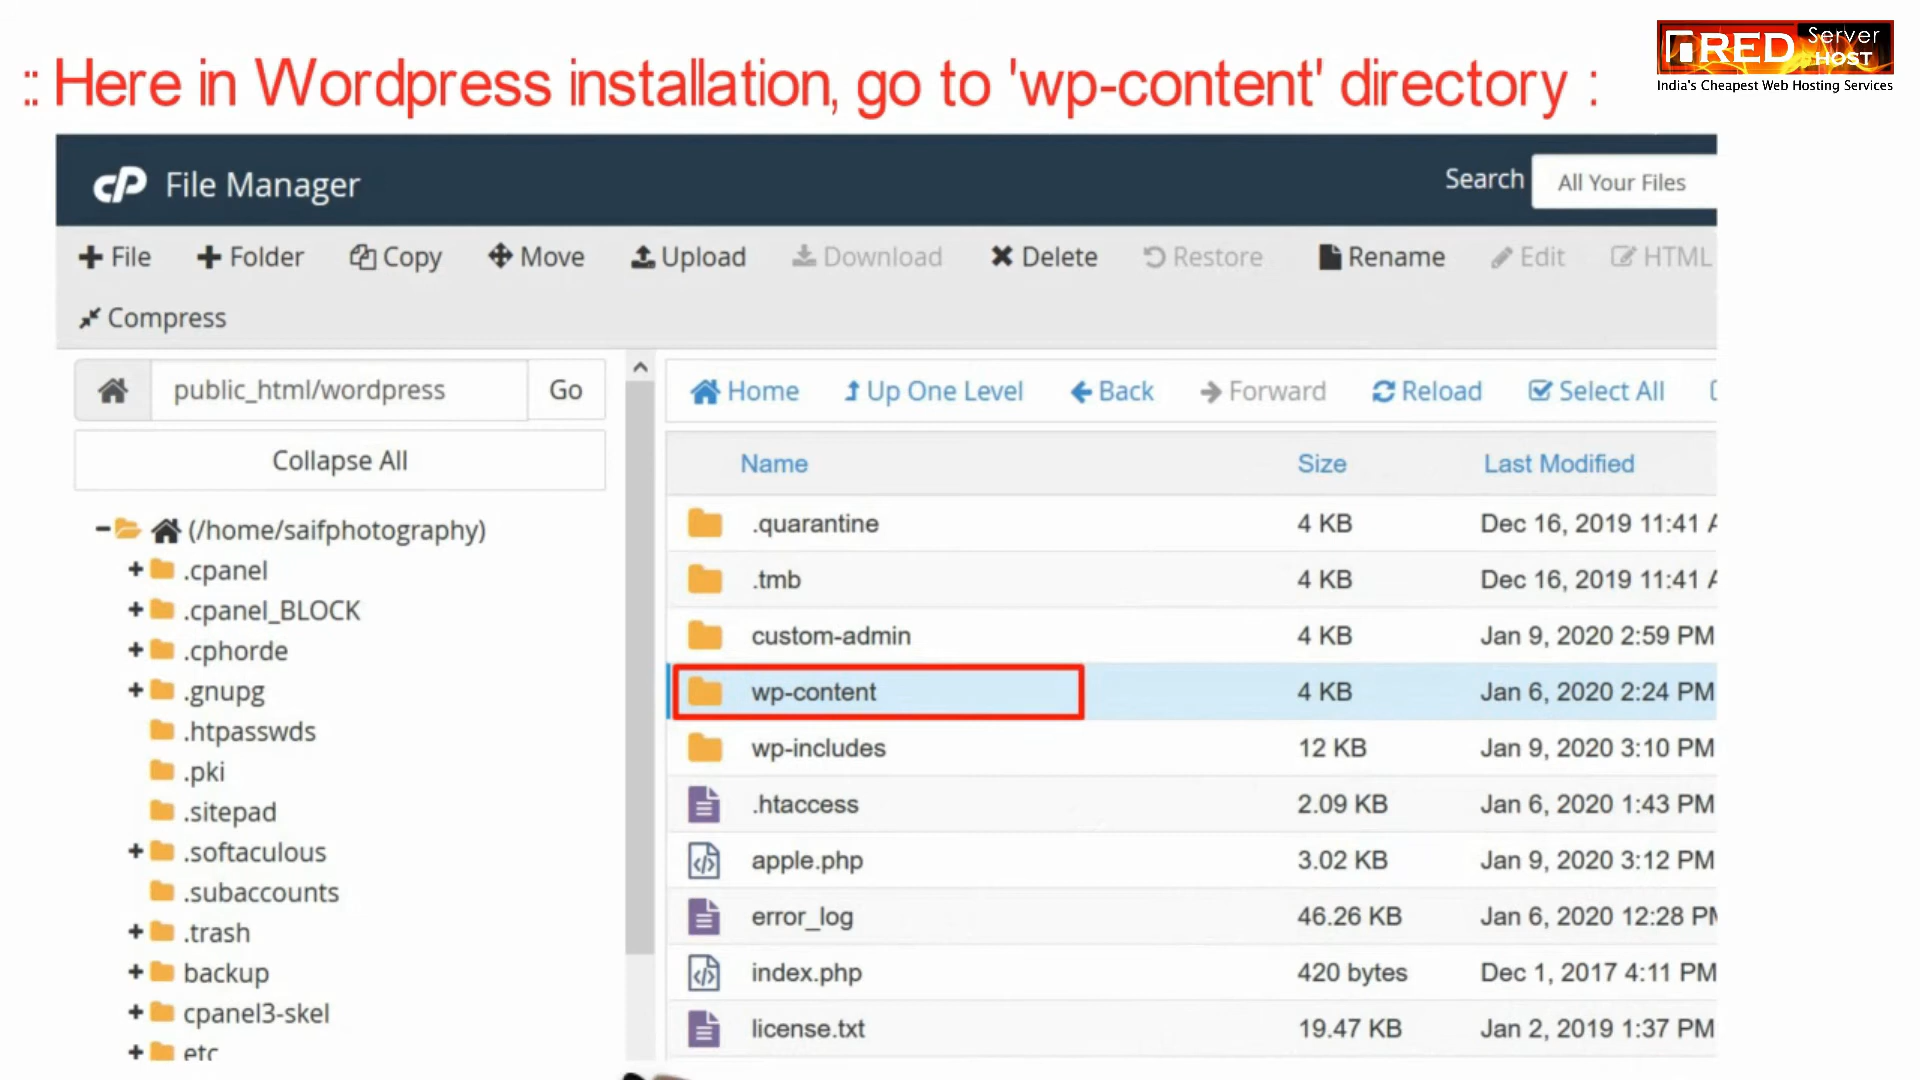 RED Server HOST
India's Cheapest Web Hosting Services
:: Here in Wordpress installation, go to 'wp-content' directory :
cP File Manager
Search All Your Files
File Folder Copy Move Upload Download Delete Restore Rename Edit HTML
Compress
public_html/wordpress Go
Home Up One Level Back Forward Reload Select All
Collapse All
Name Size Last Modified
(/home/saifphotography)
.cpanel
.cpanel_BLOCK
.cphorde
.gnupg
.htpasswds
.pki
.sitepad
.softaculous
.subaccounts
.trash
backup
cpanel3-skel
etc
.quarantine 4 KB Dec 16, 2019 11:41 A
.tmb 4 KB Dec 16, 2019 11:41 A
custom-admin 4 KB Jan 9, 2020 2:59 PM
wp-content 4 KB Jan 6, 2020 2:24 PM
wp-includes 12 KB Jan 9, 2020 3:10 PM
.htaccess 2.09 KB Jan 6, 2020 1:43 PM
apple.php 3.02 KB Jan 9, 2020 3:12 PM
error_log 46.26 KB Jan 6, 2020 12:28 PM
index.php 420 bytes Dec 1, 2017 4:11 PM
license.txt 19.47 KB Jan 2, 2019 1:37 PM